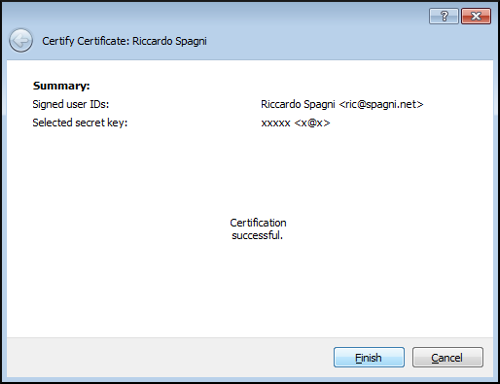 Certify Certificate: Riccardo Spagni
Summary:
Signed user IDs: Riccardo Spagni <ric@spagni.net>
Selected secret key: xxxxx <x@x>
Certification
successful.
Finish Cancel